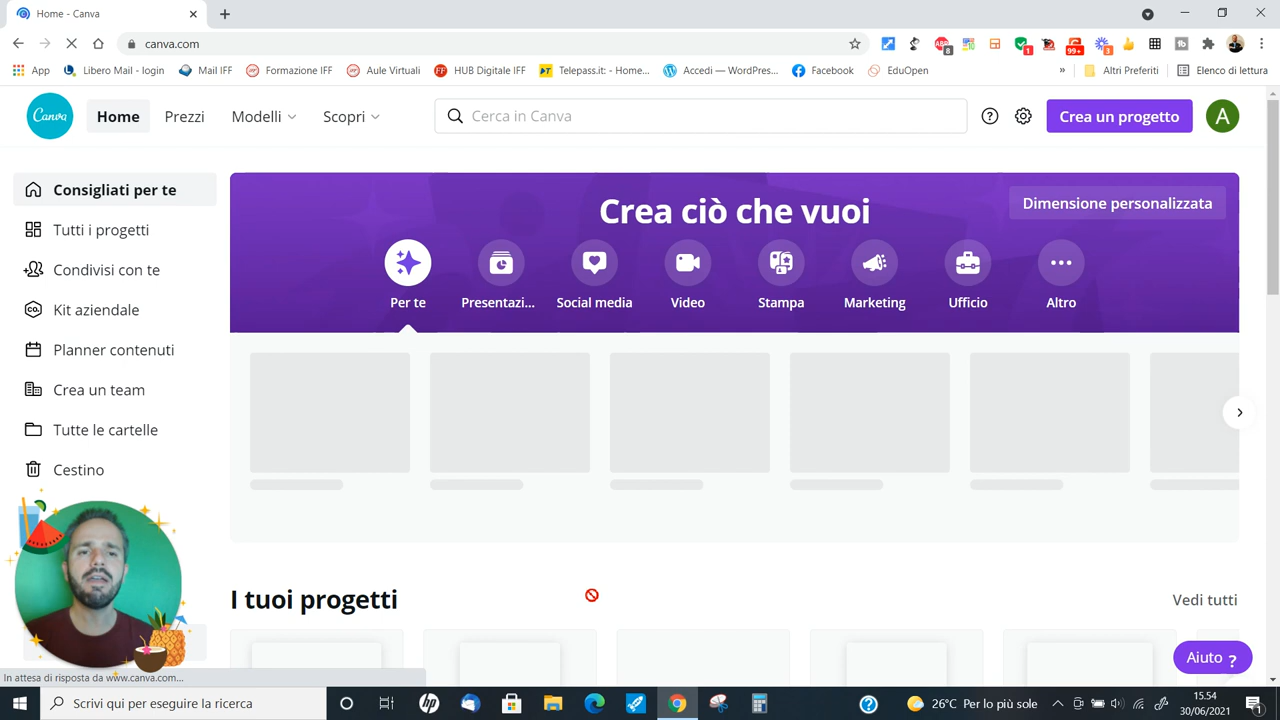 Home - Canva
canva.com
8
1
99+
3
App
Libero Mail - login
Mail IFF
Formazione IFF
Aule Virtuali
HUB Digitale IFF
Telepass.it: - Home...
Accedi — WordPres...
Facebook
EduOpen
»
Altri Preferiti
Elenco di lettura
Canva
Home
Prezzi
Modelli
Scopri
Cerca in Canva
Crea un progetto
A
Consigliati per te
Tutti i progetti
Condivisi con te
Kit aziendale
Planner contenuti
Crea un team
Tutte le cartelle
Cestino
Crea ciò che vuoi
Dimensione personalizzata
Per te
Presentazi...
Social media
Video
Stampa
Marketing
Ufficio
Altro
I tuoi progetti
Vedi tutti
Aiuto ?
In attesa di risposta da www.canva.com...
Scrivi qui per eseguire la ricerca
26°C Per lo più sole
15.54
30/06/2021
1